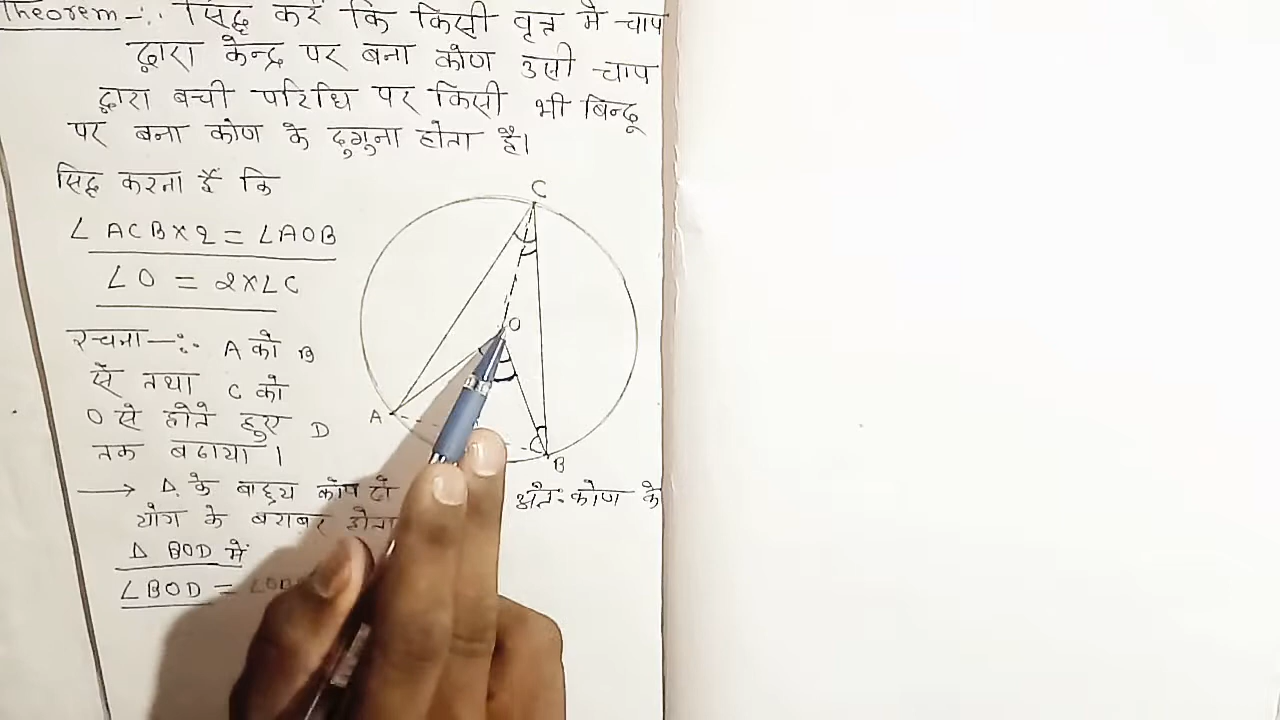 Theorem -:. सिद्ध करें कि किसी वृत्त में चाप
द्वारा केन्द्र पर बना कोण उसी चाप
द्वारा बची परिधि पर किसी भी बिन्दू
पर बना कोण के दुगुना होता है।
सिद्ध करना हैं कि
∠ ACB × 2 = ∠AOB
∠O = 2×∠C
रचना -:. A को B
से तथा C को
O से होते हुए D
तक बढाया।
→ Δ के बाह्य कोण दो अंतः कोण के
योग के बराबर होता
Δ BOD में
∠BOD =
C
O
A
B